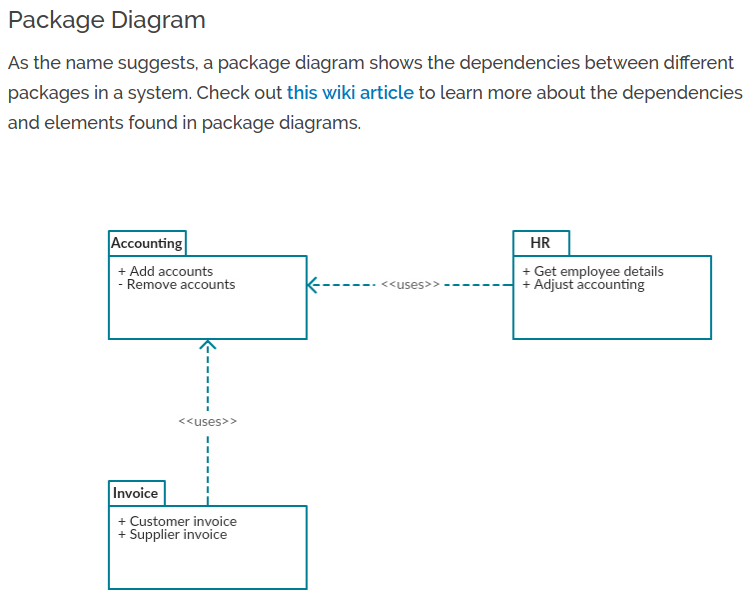 Package Diagram
As the name suggests, a package diagram shows the dependencies between different
packages in a system. Check out this wiki article to learn more about the dependencies
and elements found in package diagrams.
Accounting
+ Add accounts
- Remove accounts
<<uses>>
HR
+ Get employee details
+ Adjust accounting
<<uses>>
Invoice
+ Customer invoice
+ Supplier invoice